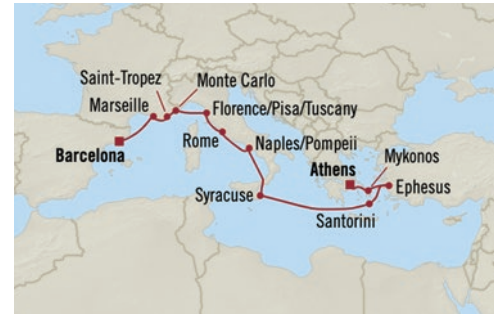 Saint-Tropez
Monte Carlo
Marseille
Florence/Pisa/Tuscany
Rome
Naples/Pompeii
Barcelona
Mykonos
Athens
Ephesus
Syracuse
Santorini